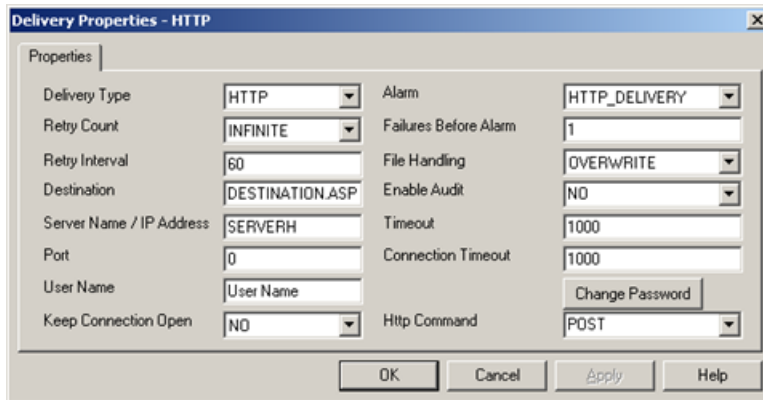 Delivery Properties - HTTP
Properties
Delivery Type HTTP Alarm HTTP_DELIVERY
Retry Count INFINITE Failures Before Alarm 1
Retry Interval 60 File Handling OVERWRITE
Destination DESTINATION.ASP Enable Audit NO
Server Name / IP Address SERVERH Timeout 1000
Port 0 Connection Timeout 1000
User Name User Name Change Password
Keep Connection Open NO Http Command POST
OK Cancel Apply Help